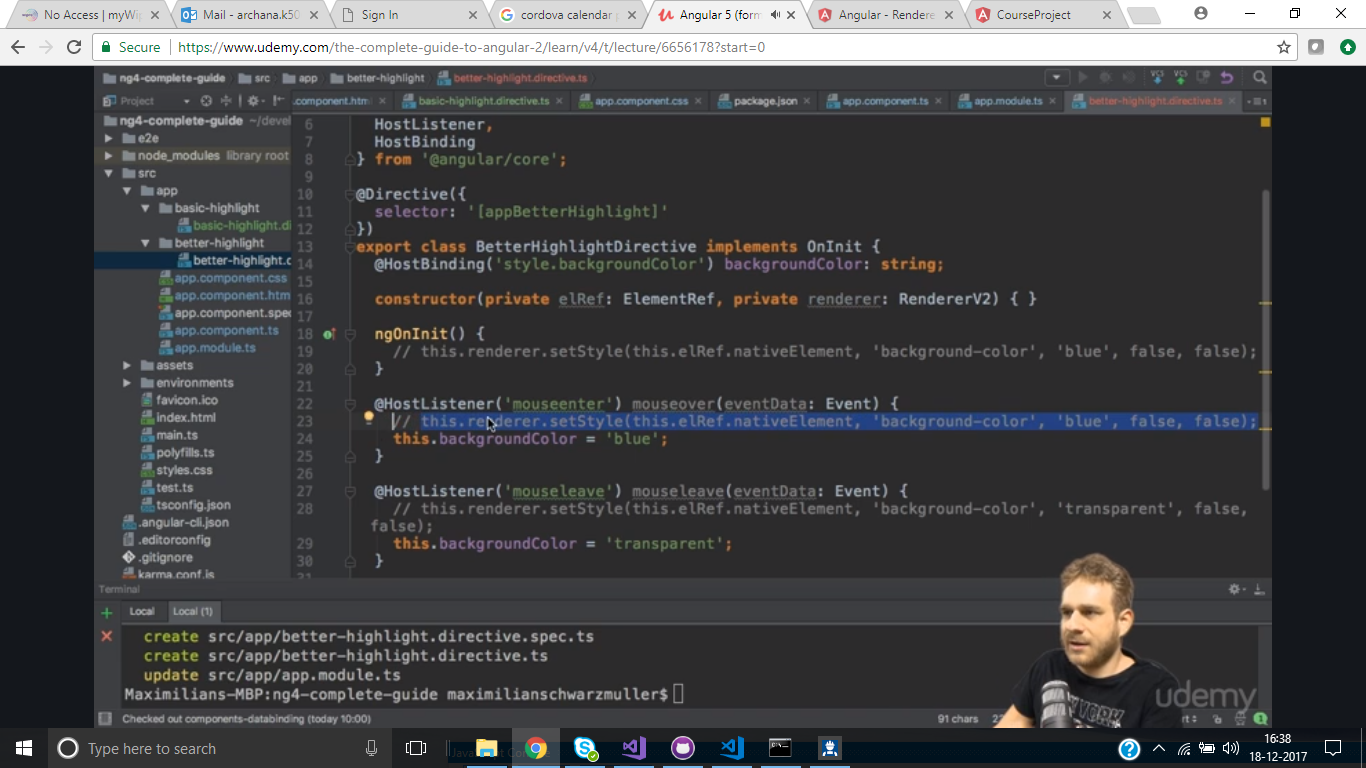 No Access | myWip
Mail - archana.k50
Sign In
cordova calendar p
Angular 5 (form
Angular - Rendere
CourseProject
Secure | https://www.udemy.com/the-complete-guide-to-angular-2/learn/v4/t/lecture/6656178?start=0
ng4-complete-guide src app better-highlight better-highlight.directive.ts
Project
.component.htm basic-highlight.directive.ts app.component.css package.json app.component.ts app.module.ts better-highlight.directive.ts
ng4-complete-guide ~/devel
e2e
node_modules library root
src
app
basic-highlight
basic-highlight.di
better-highlight
better-highlight.d
app.component.css
app.component.htm
app.component.spec
app.component.ts
app.module.ts
assets
environments
favicon.ico
index.html
main.ts
polyfills.ts
styles.css
test.ts
tsconfig.json
.angular-cli.json
.editorconfig
.gitignore
karma.conf.js
6 HostListener,
7 HostBinding
8 } from '@angular/core';
9
10 @Directive({
11 selector: '[appBetterHighlight]'
12 })
13 export class BetterHighlightDirective implements OnInit {
14 @HostBinding('style.backgroundColor') backgroundColor: string;
15
16 constructor(private elRef: ElementRef, private renderer: RendererV2) { }
17
18 ngOnInit() {
19 // this.renderer.setStyle(this.elRef.nativeElement, 'background-color', 'blue', false, false);
20 }
21
22 @HostListener('mouseenter') mouseover(eventData: Event) {
23 // this.renderer.setStyle(this.elRef.nativeElement, 'background-color', 'blue', false, false);
24 this.backgroundColor = 'blue';
25 }
26
27 @HostListener('mouseleave') mouseleave(eventData: Event) {
28 // this.renderer.setStyle(this.elRef.nativeElement, 'background-color', 'transparent', false,
false);
29 this.backgroundColor = 'transparent';
30 }
31
Terminal
Local Local (1)
create src/app/better-highlight.directive.spec.ts
create src/app/better-highlight.directive.ts
update src/app/app.module.ts
Maximilians-MBP:ng4-complete-guide maximilianschwarzmuller$
udemy
Checked out components-databinding (today 10:00)
91 chars
Type here to search
16:38
18-12-2017